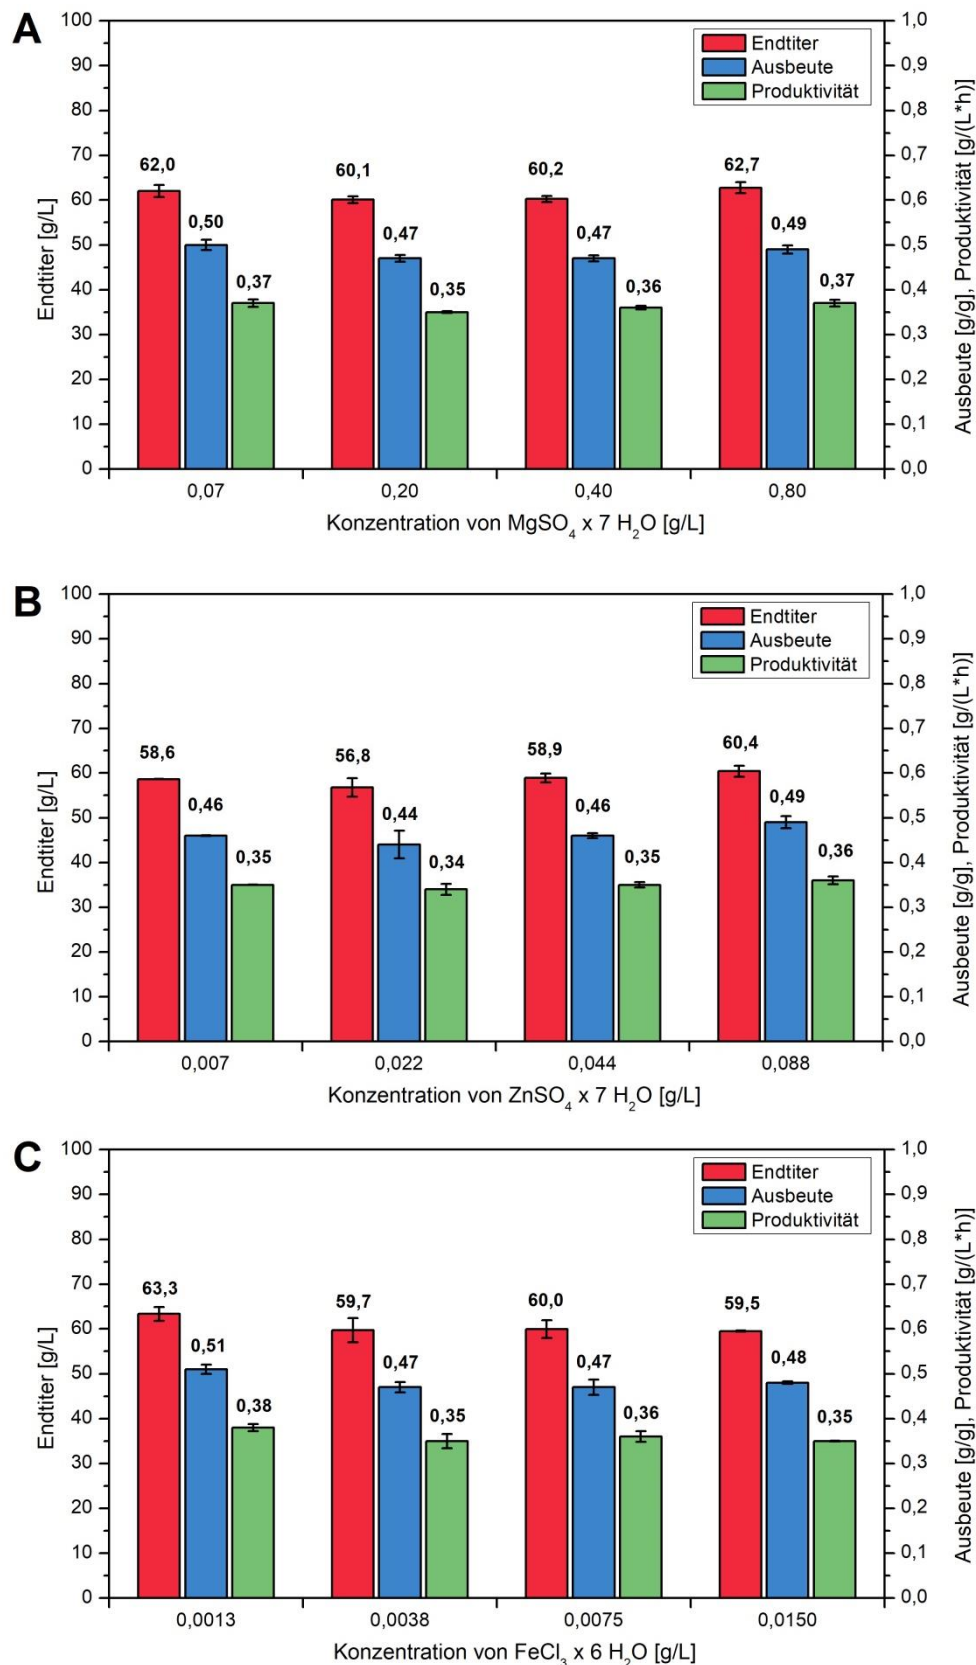 A
100
90
80
70
60
50
40
30
20
10
0
Endtiter [g/L]
1,0
0,9
0,8
0,7
0,6
0,5
0,4
0,3
0,2
0,1
0,0
Ausbeute [g/g], Produktivität [g/(L*h)]
Endtiter
Ausbeute
Produktivität
62,0 0,50 0,37
60,1 0,47 0,35
60,2 0,47 0,36
62,7 0,49 0,37
0,07 0,20 0,40 0,80
Konzentration von MgSO₄ x 7 H₂O [g/L]
B
100
90
80
70
60
50
40
30
20
10
0
Endtiter [g/L]
1,0
0,9
0,8
0,7
0,6
0,5
0,4
0,3
0,2
0,1
0,0
Ausbeute [g/g], Produktivität [g/(L*h)]
Endtiter
Ausbeute
Produktivität
58,6 0,46 0,35
56,8 0,44 0,34
58,9 0,46 0,35
60,4 0,49 0,36
0,007 0,022 0,044 0,088
Konzentration von ZnSO₄ x 7 H₂O [g/L]
C
100
90
80
70
60
50
40
30
20
10
0
Endtiter [g/L]
1,0
0,9
0,8
0,7
0,6
0,5
0,4
0,3
0,2
0,1
0,0
Ausbeute [g/g], Produktivität [g/(L*h)]
Endtiter
Ausbeute
Produktivität
63,3 0,51 0,38
59,7 0,47 0,35
60,0 0,47 0,36
59,5 0,48 0,35
0,0013 0,0038 0,0075 0,0150
Konzentration von FeCl₃ x 6 H₂O [g/L]